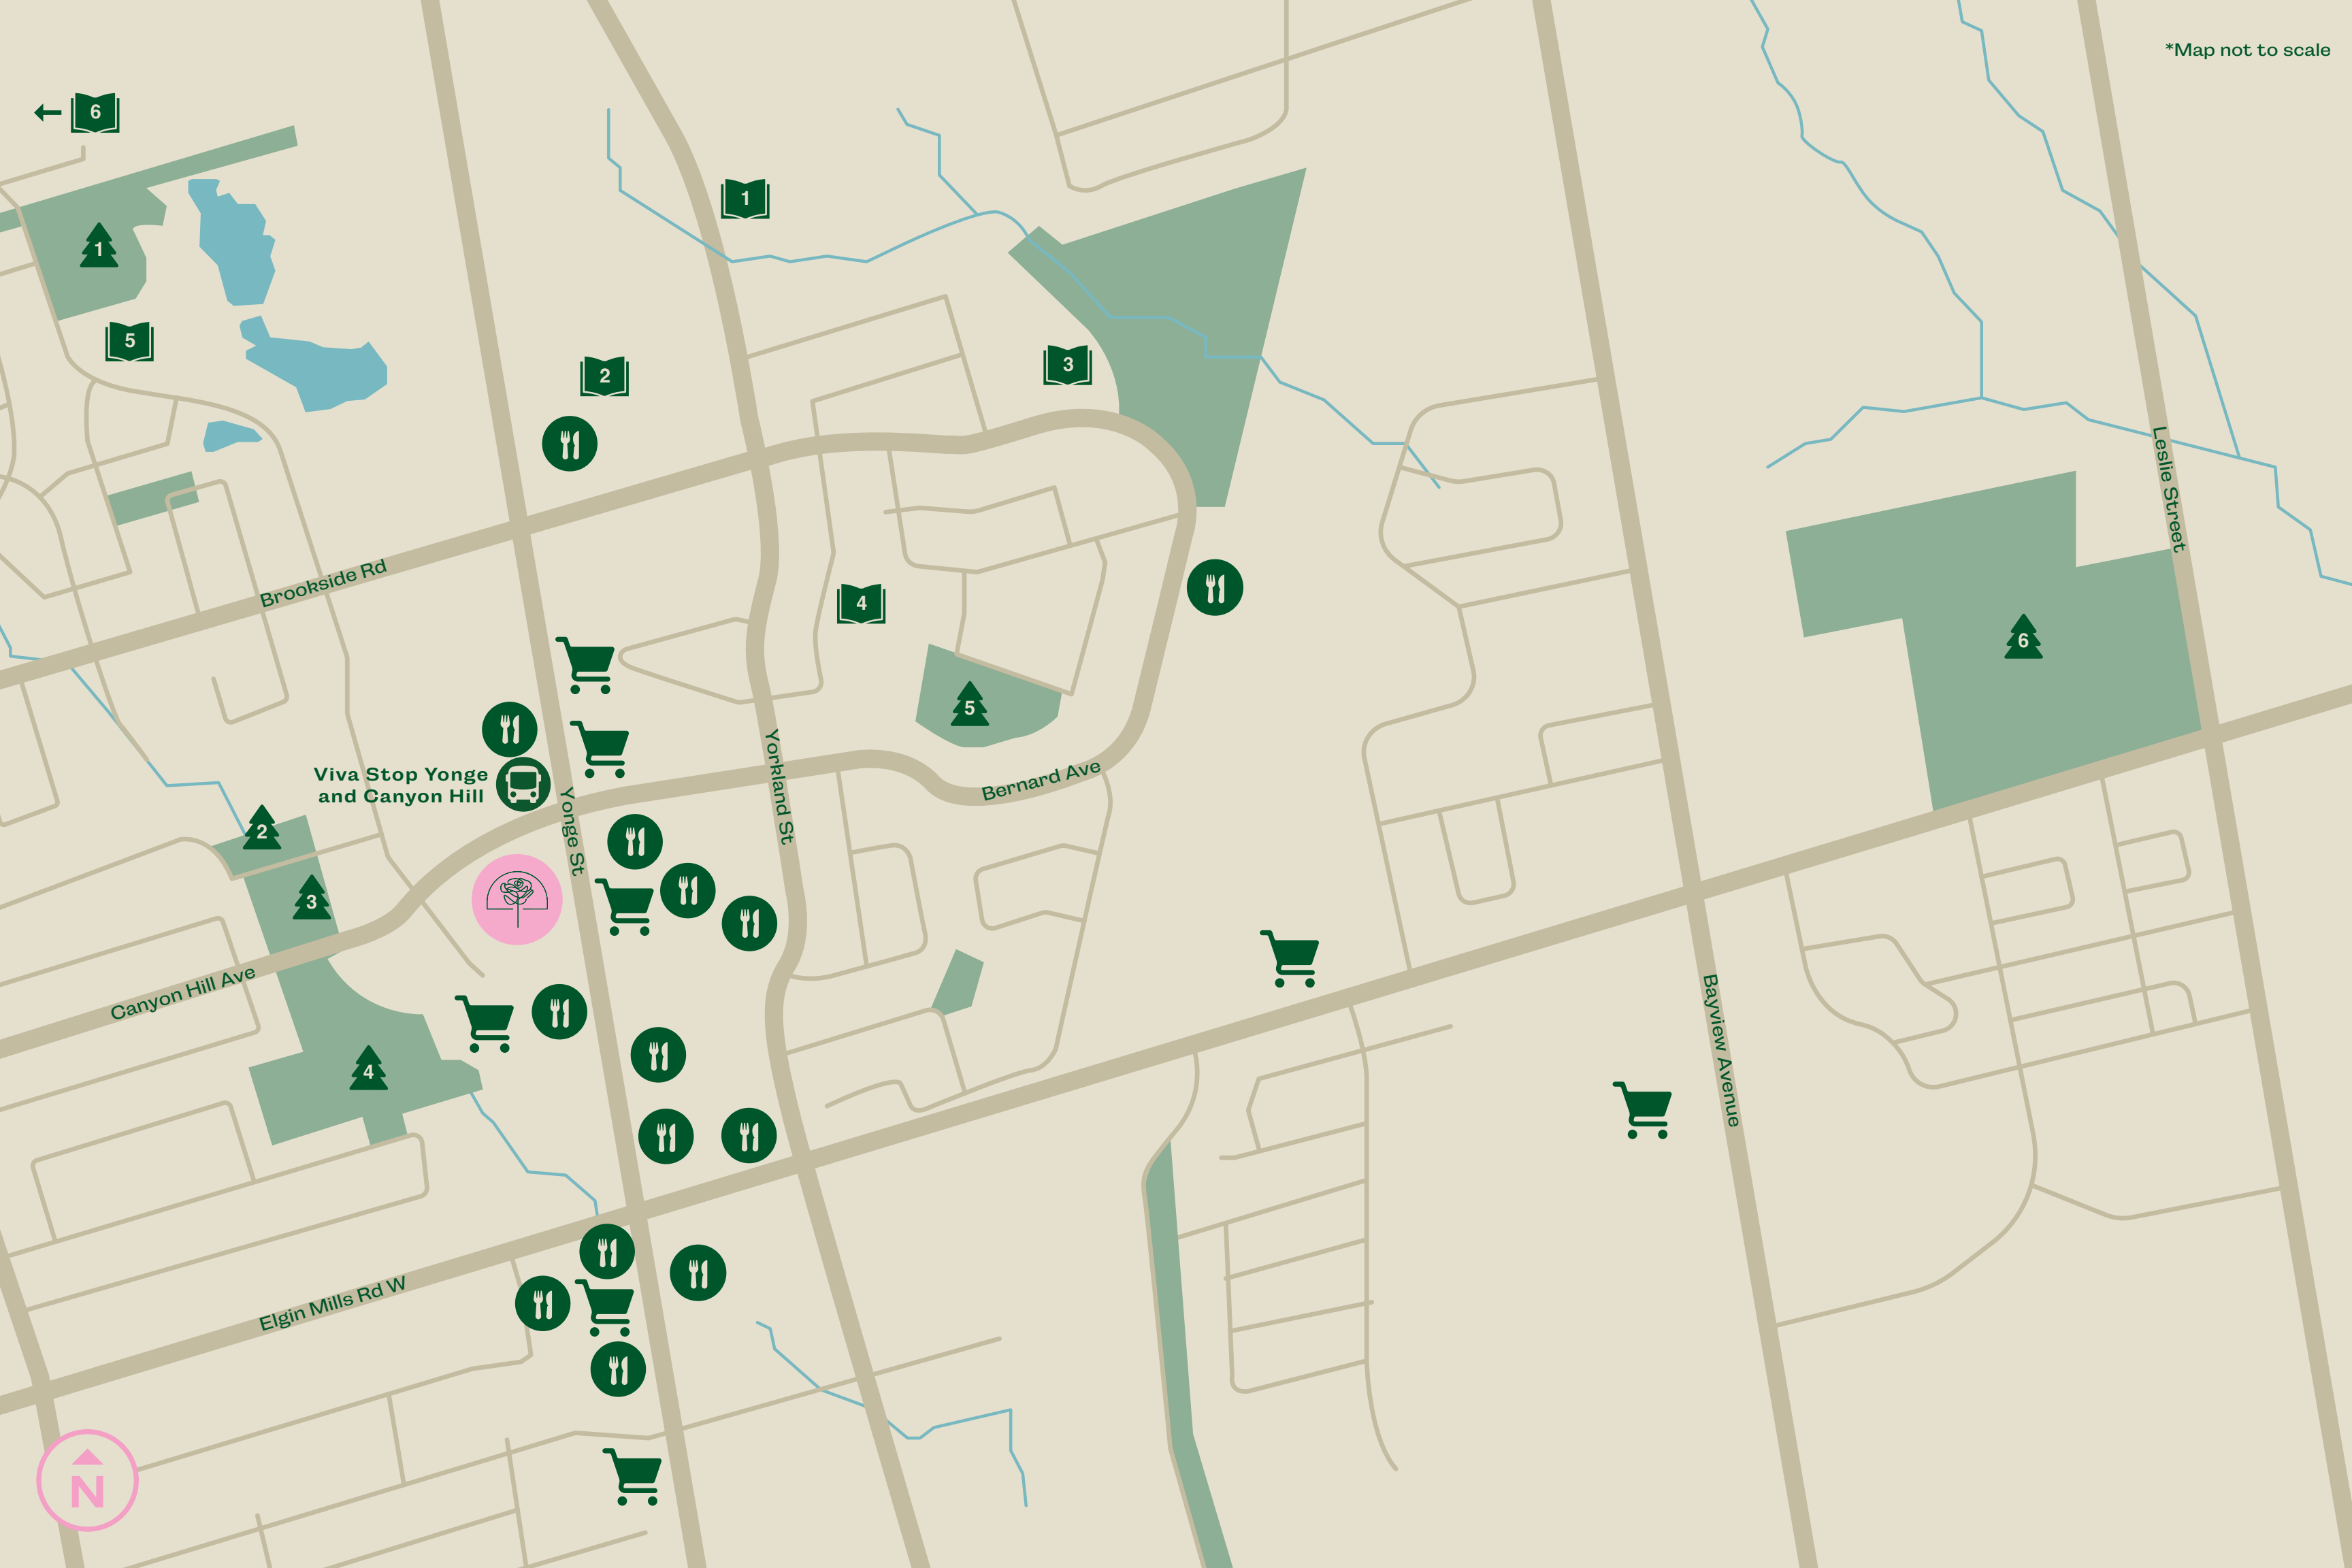 *Map not to scale
6
1
1
5
2
3
Leslie Street
Brookside Rd
4
6
5
Yorkland St
Viva Stop Yonge
and Canyon Hill
Bernard Ave
Yonge St
2
3
Canyon Hill Ave
Bayview Avenue
4
Elgin Mills Rd W
N